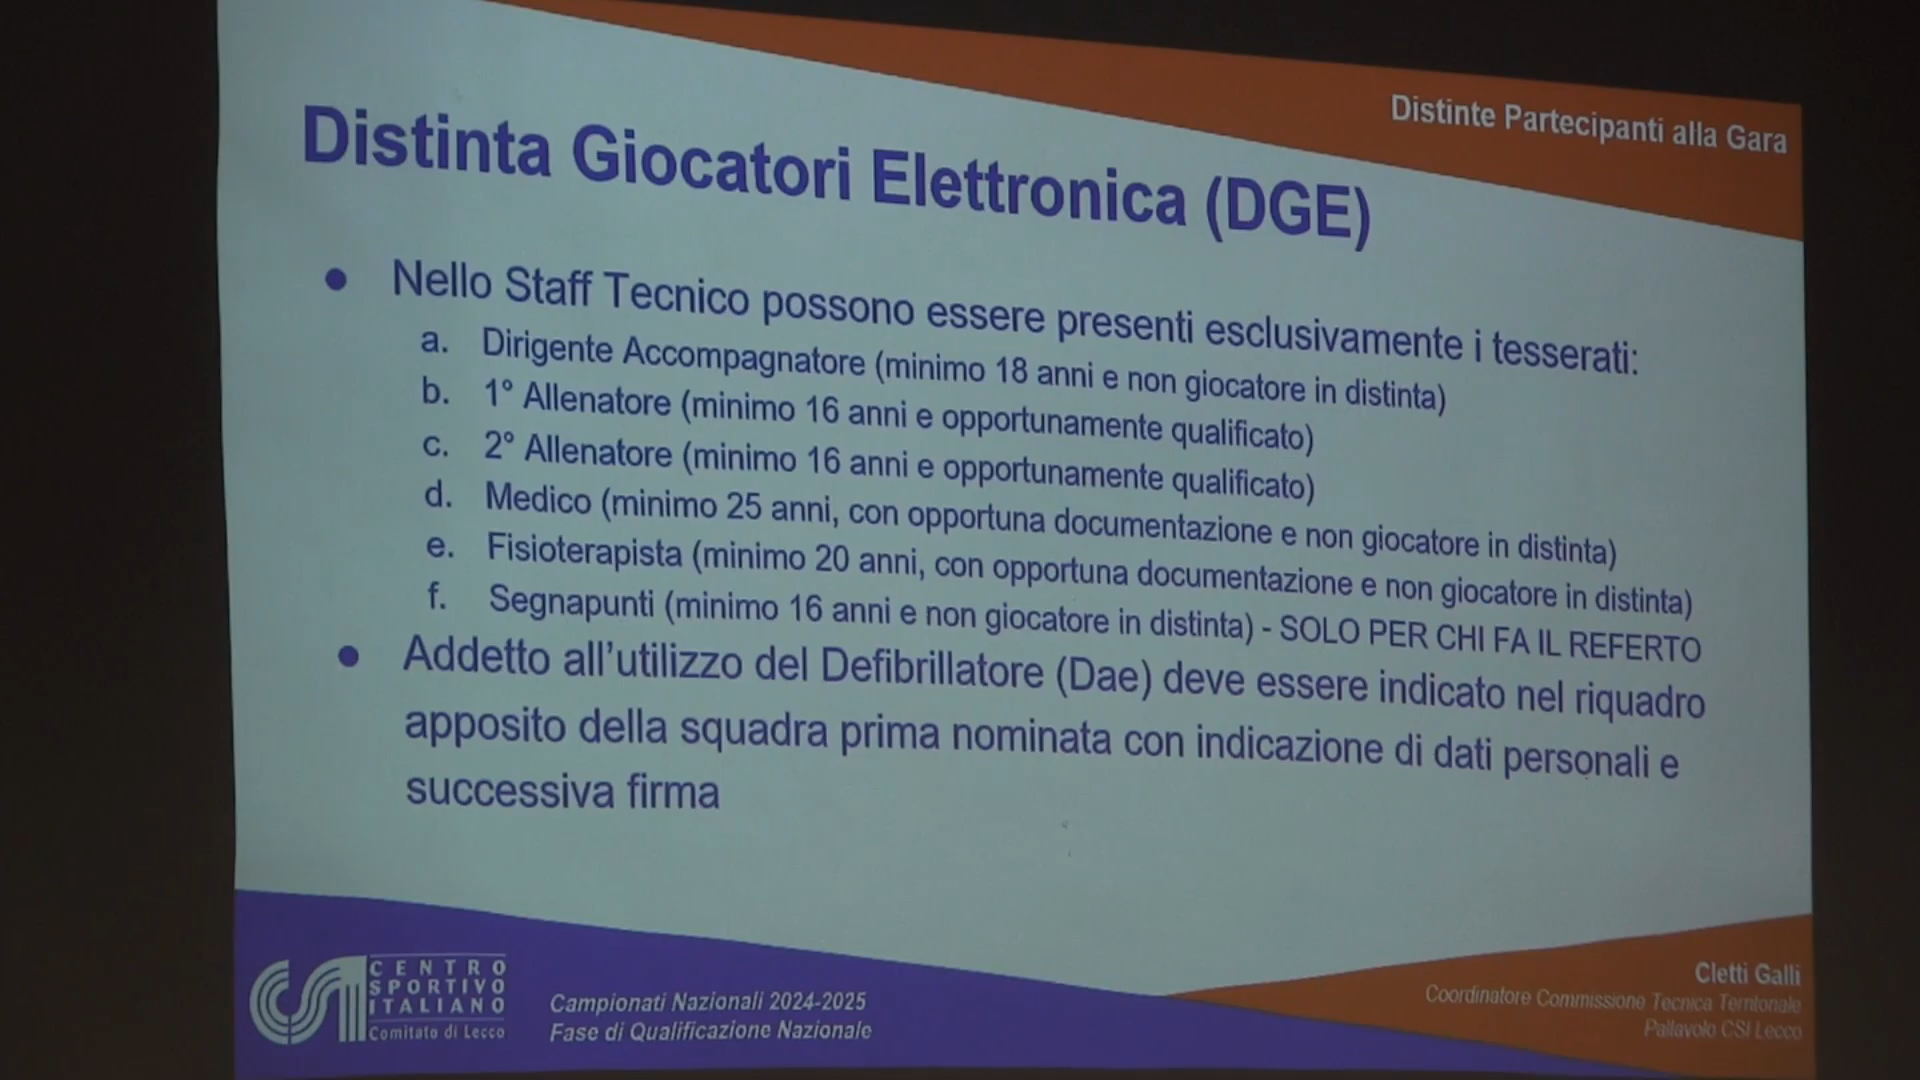 Distinte Partecipanti alla Gara
Distinta Giocatori Elettronica (DGE)
● Nello Staff Tecnico possono essere presenti esclusivamente i tesserati:
a. Dirigente Accompagnatore (minimo 18 anni e non giocatore in distinta)
b. 1° Allenatore (minimo 16 anni e opportunamente qualificato)
c. 2° Allenatore (minimo 16 anni e opportunamente qualificato)
d. Medico (minimo 25 anni, con opportuna documentazione e non giocatore in distinta)
e. Fisioterapista (minimo 20 anni, con opportuna documentazione e non giocatore in distinta)
f. Segnapunti (minimo 16 anni e non giocatore in distinta) - SOLO PER CHI FA IL REFERTO
● Addetto all'utilizzo del Defibrillatore (Dae) deve essere indicato nel riquadro
apposito della squadra prima nominata con indicazione di dati personali e
successiva firma
CSI
CENTRO
SPORTIVO
ITALIANO
Comitato di Lecco
Campionati Nazionali 2024-2025
Fase di Qualificazione Nazionale
Cletti Galli
Coordinatore Commissione Tecnica Territoriale
Pallavolo CSI Lecco